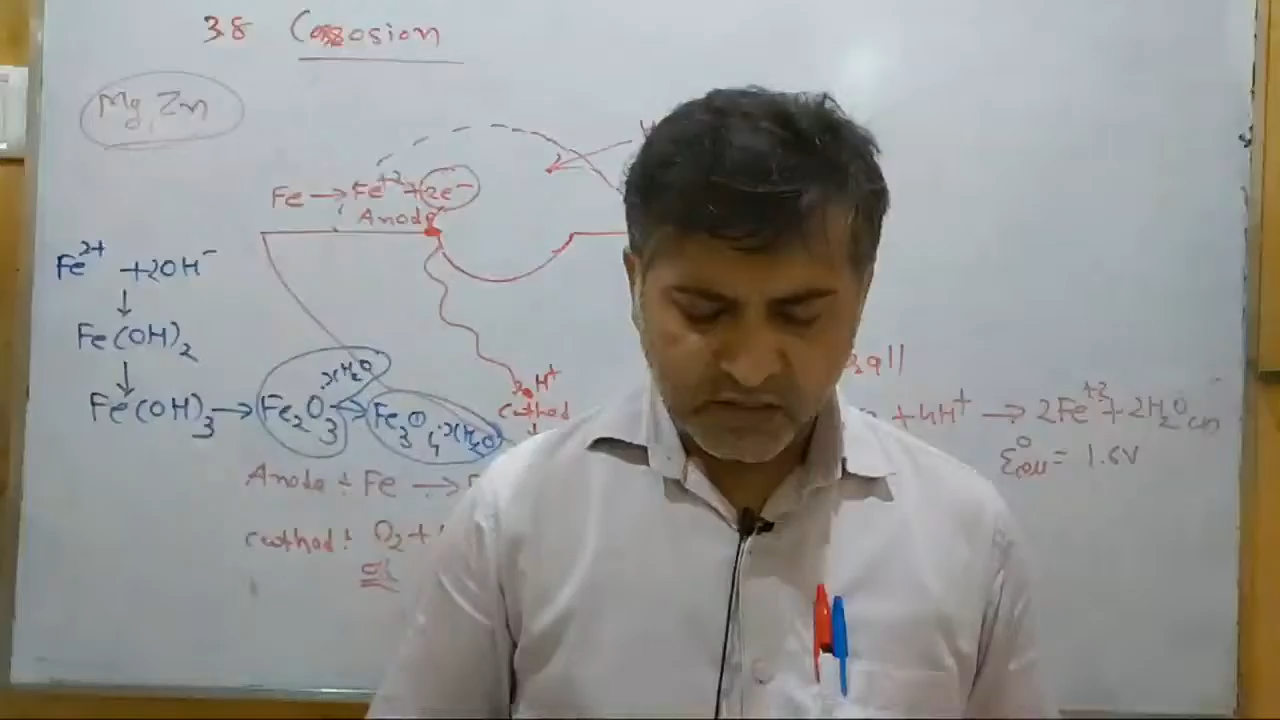 3.8 Corrosion
Mg, Zn
Fe → Fe⁺² + 2e⁻
Anode
Fe²⁺ + 2OH⁻
↓
Fe(OH)₂
↓
Fe(OH)₃ → Fe₂O₃·xH₂O → Fe₃O₄·xH₂O
H⁺
Cathod
+ 4H⁺ → 2Fe⁺² + 2H₂O
E°cell = 1.6V
Anode : Fe →
Cathod : O₂ +